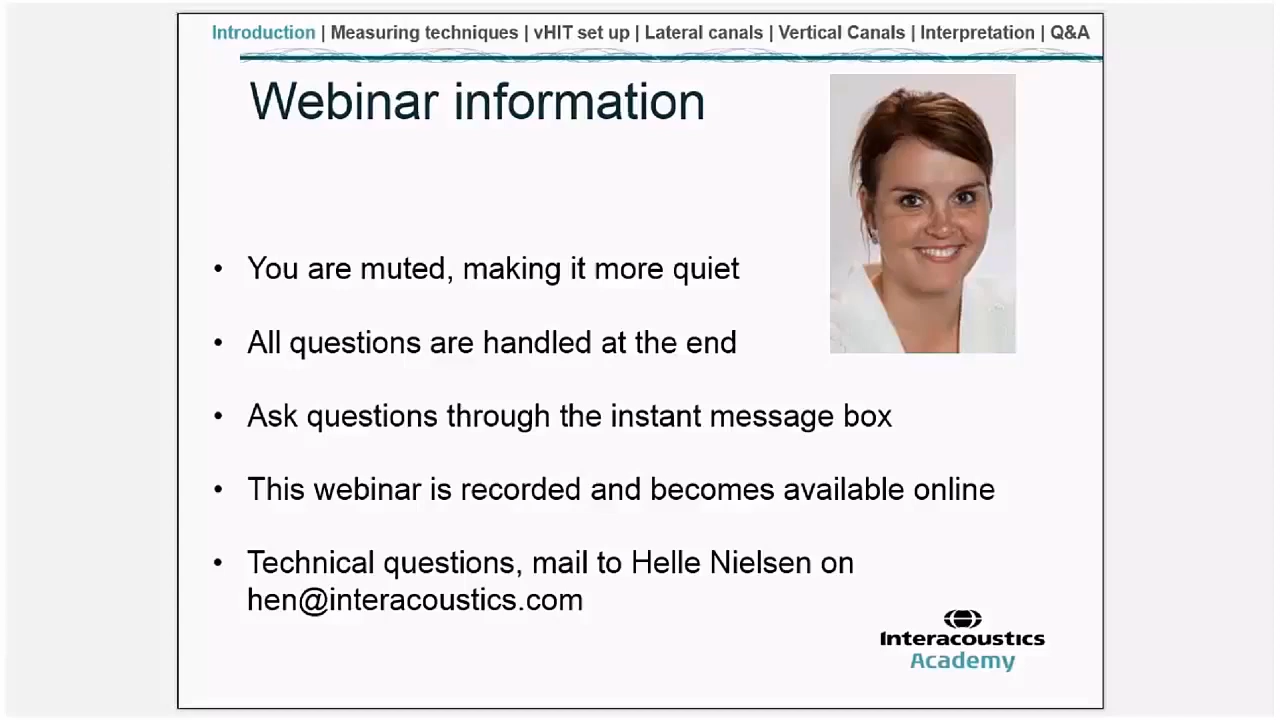 Introduction | Measuring techniques | vHIT set up | Lateral canals | Vertical Canals | Interpretation | Q&A
Webinar information
• You are muted, making it more quiet
• All questions are handled at the end
• Ask questions through the instant message box
• This webinar is recorded and becomes available online
• Technical questions, mail to Helle Nielsen on
hen@interacoustics.com
Interacoustics
Academy